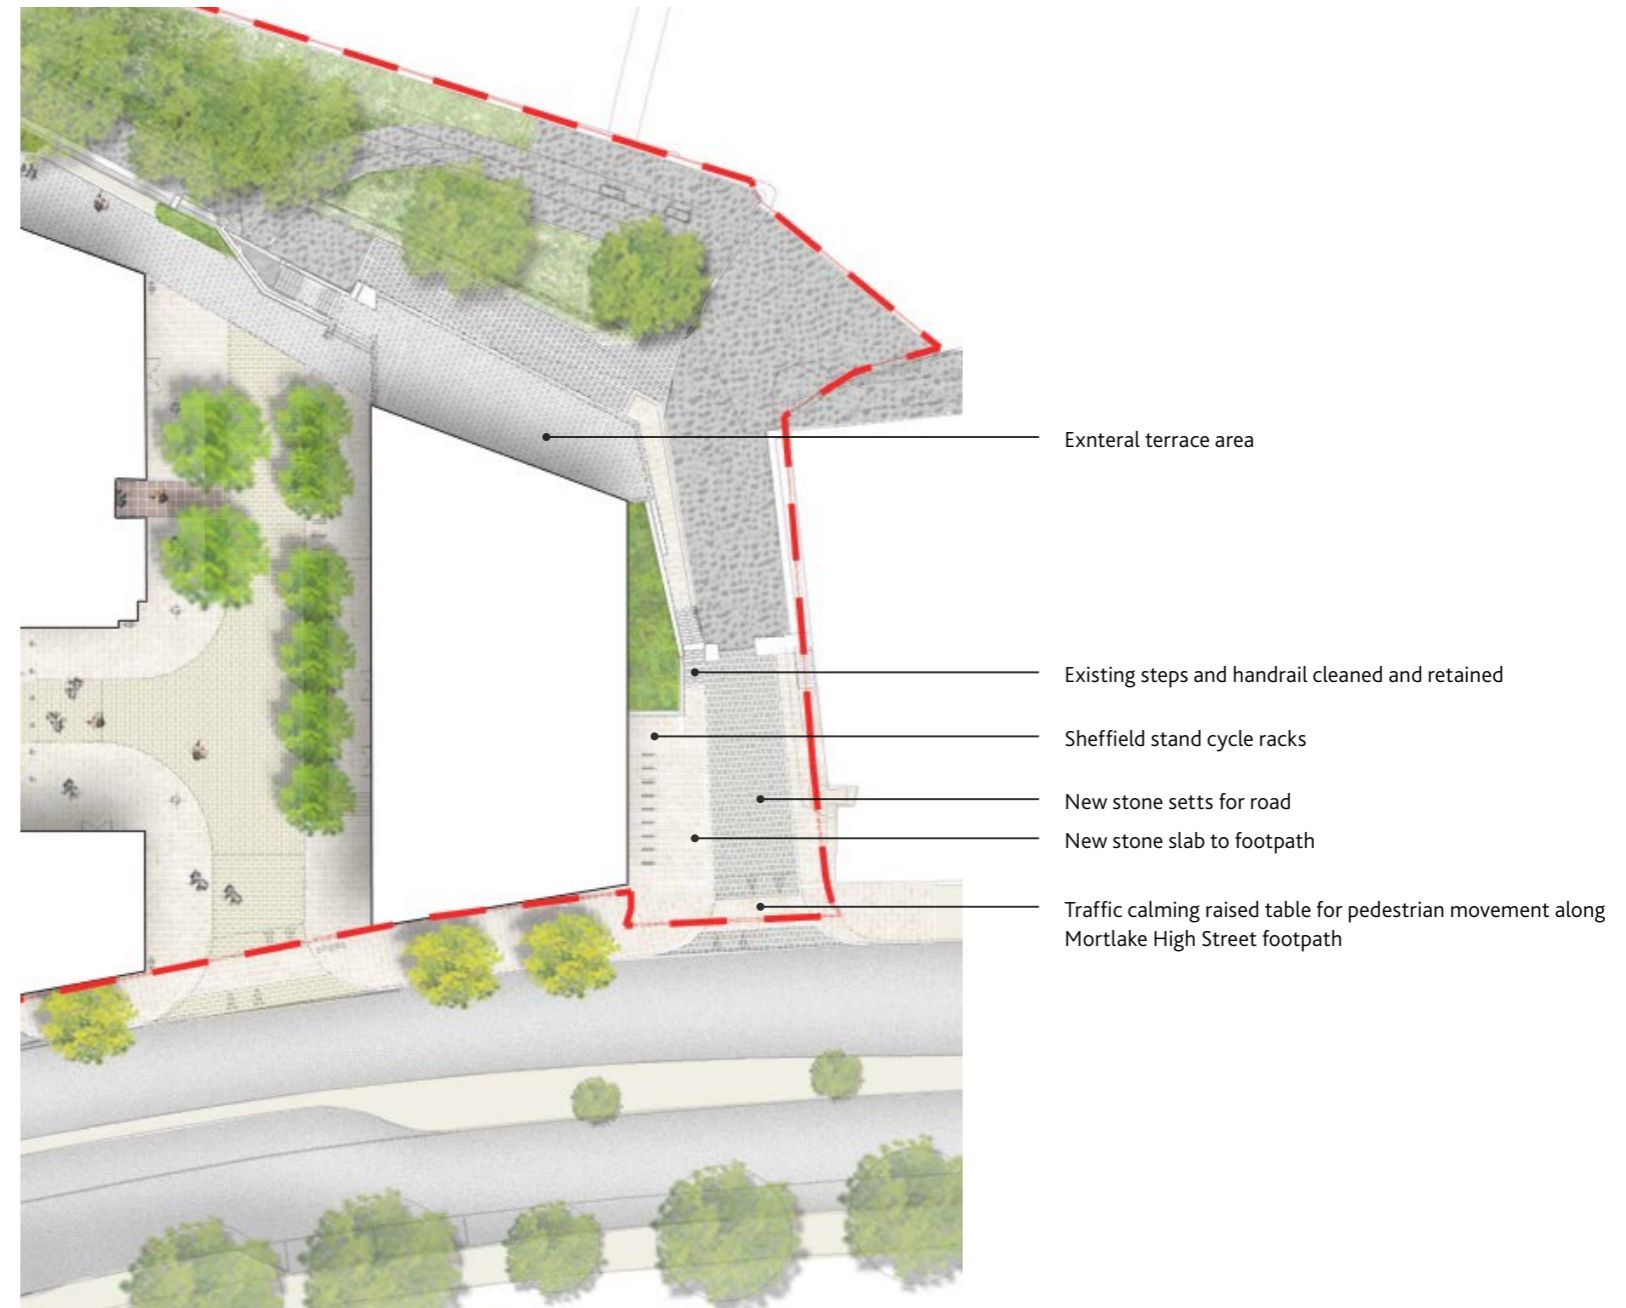 Exnteral terrace area
Existing steps and handrail cleaned and retained
Sheffield stand cycle racks
New stone setts for road
New stone slab to footpath
Traffic calming raised table for pedestrian movement along
Mortlake High Street footpath